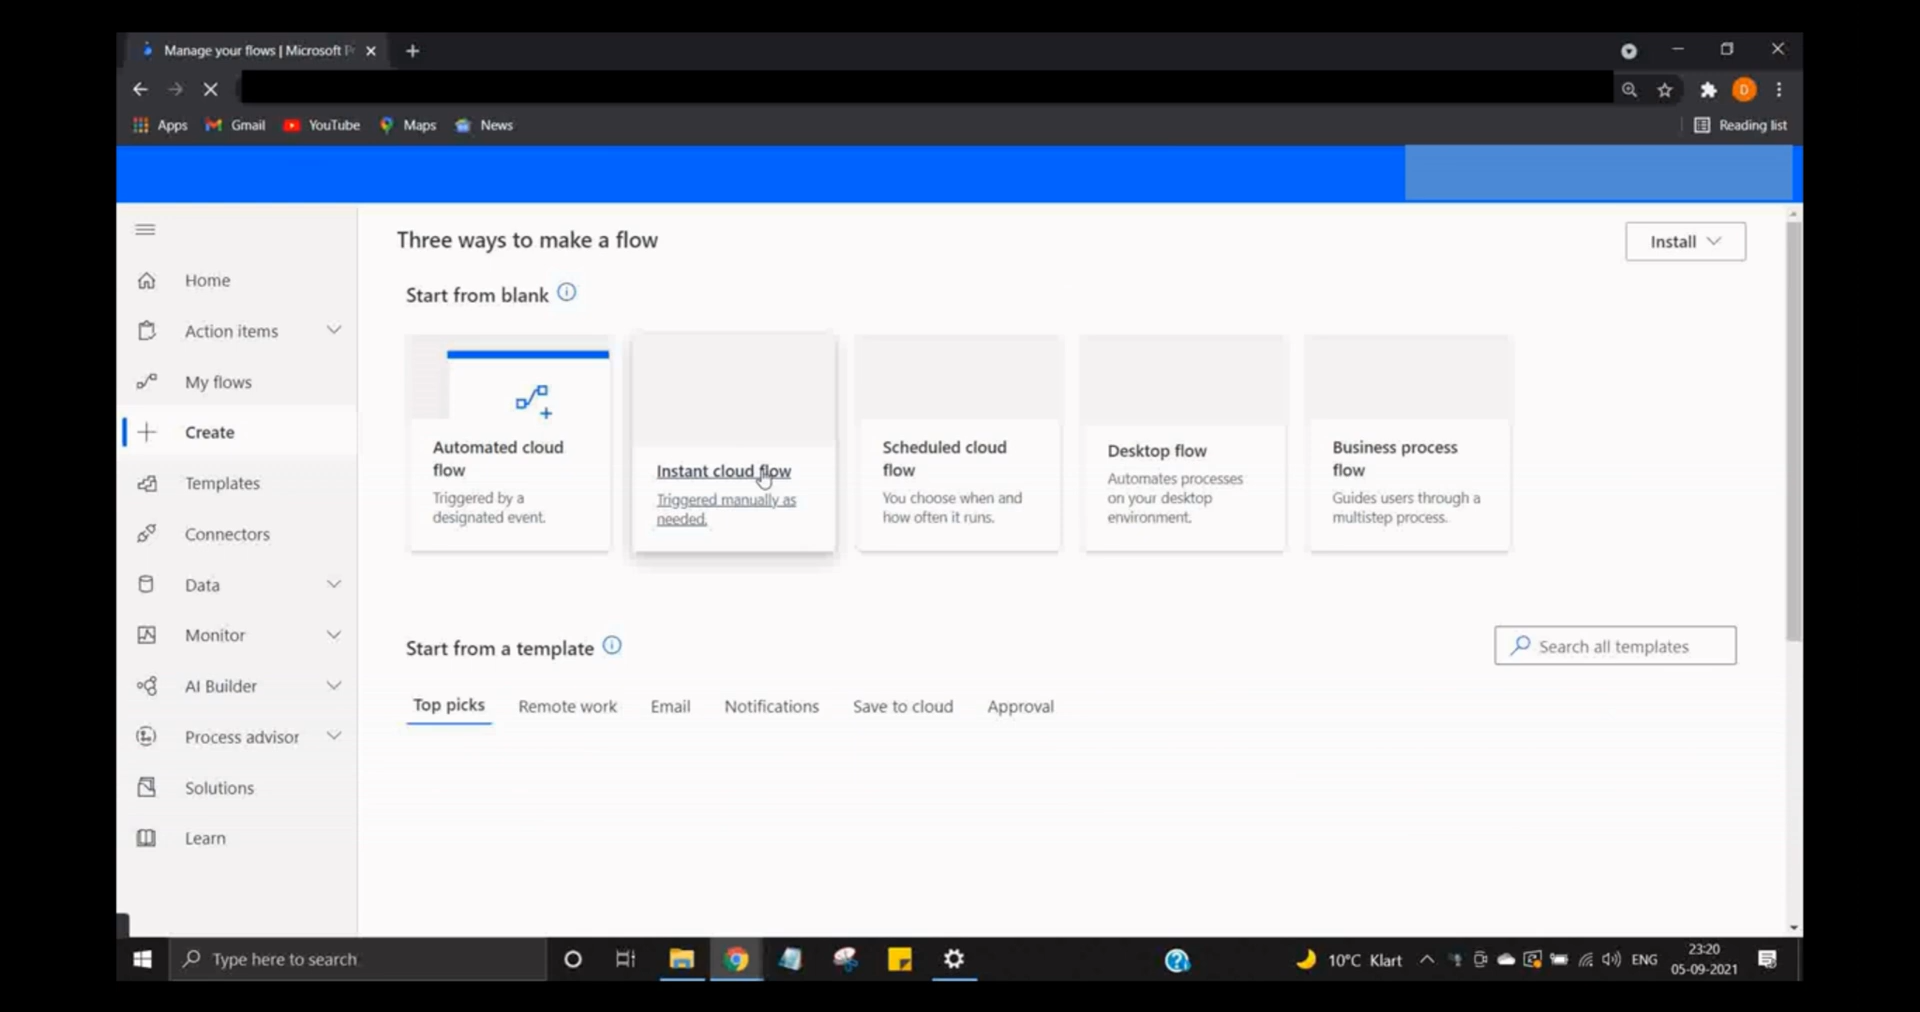 Manage your flows | Microsoft P
Apps Gmail YouTube Maps News Reading list
Three ways to make a flow
Install
Start from blank
Home
Action items
My flows
Create
Templates
Connectors
Data
Monitor
AI Builder
Process advisor
Solutions
Learn
Automated cloud
flow
Triggered by a
designated event.
Instant cloud flow
Triggered manually as
needed.
Scheduled cloud
flow
You choose when and
how often it runs.
Desktop flow
Automates processes
on your desktop
environment.
Business process
flow
Guides users through a
multistep process.
Start from a template
Search all templates
Top picks Remote work Email Notifications Save to cloud Approval
Type here to search
10°C Klart
ENG
23:20
05-09-2021
D